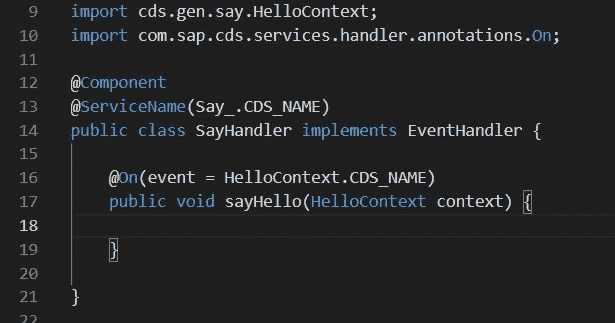 9 import cds.gen.say.HelloContext;
10 import com.sap.cds.services.handler.annotations.On;
11
12 @Component
13 @ServiceName(Say_.CDS_NAME)
14 public class SayHandler implements EventHandler {
15
16 @On(event = HelloContext.CDS_NAME)
17 public void sayHello(HelloContext context) {
18
19 }
20
21 }
22